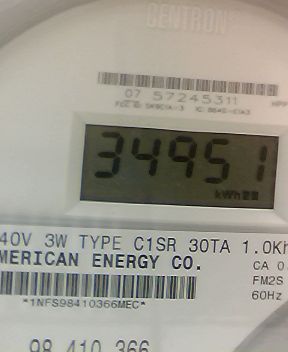 CENTRON
07 57245311
34951
kWh
40V 3W TYPE C1SR 30TA 1.0Kh
MERICAN ENERGY CO.
CA 0.
FM2S
*1NFS98410366MEC*
60Hz
98 410 366